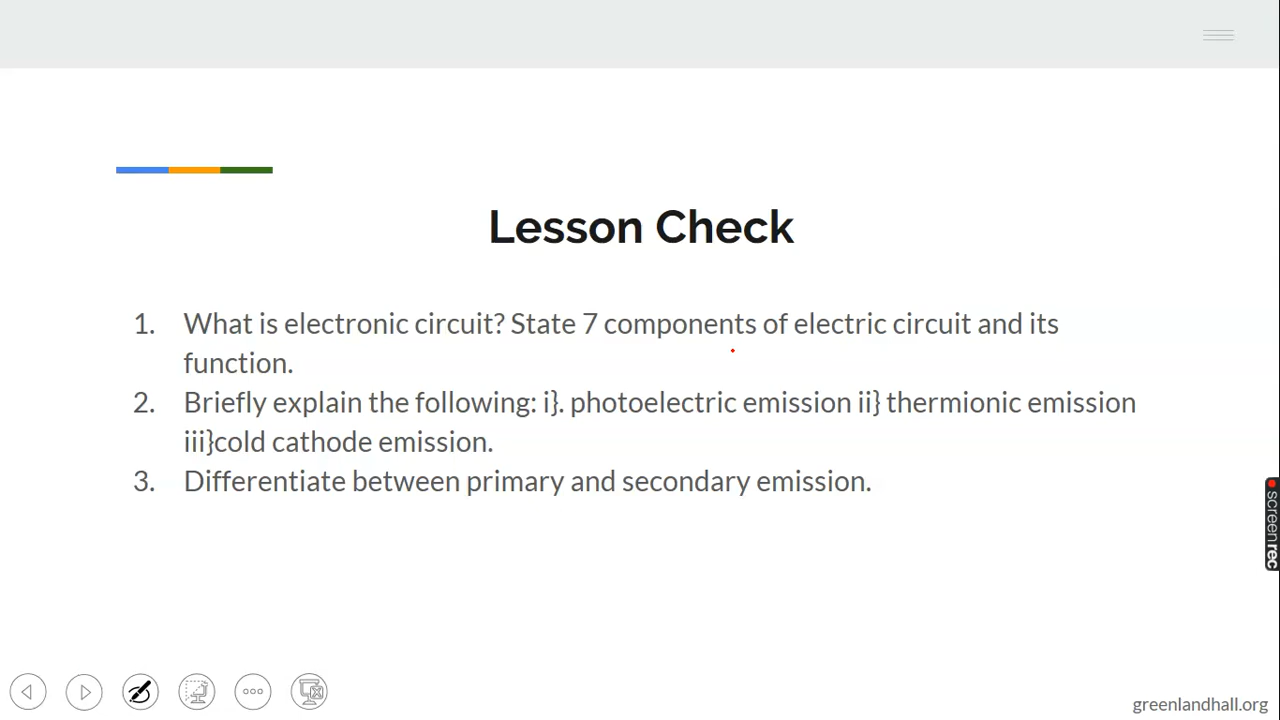 Lesson Check
1. What is electronic circuit? State 7 components of electric circuit and its
function.
2. Briefly explain the following: i}. photoelectric emission ii} thermionic emission
iii}cold cathode emission.
3. Differentiate between primary and secondary emission.
screenrec
greenlandhall.org